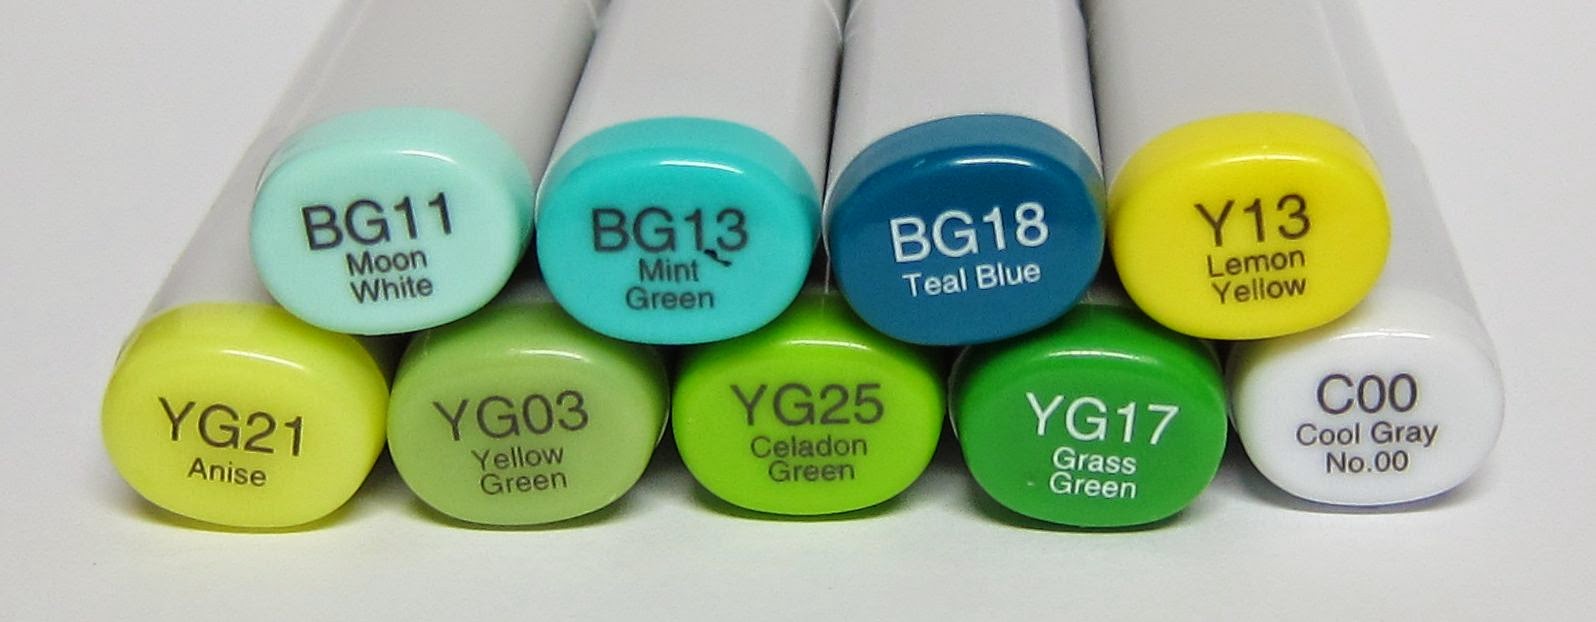 BG11
Moon
White
BG13
Mint
Green
BG18
Teal Blue
Y13
Lemon
Yellow
YG21
Anise
YG03
Yellow
Green
YG25
Celadon
Green
YG17
Grass
Green
C00
Cool Gray
No.00